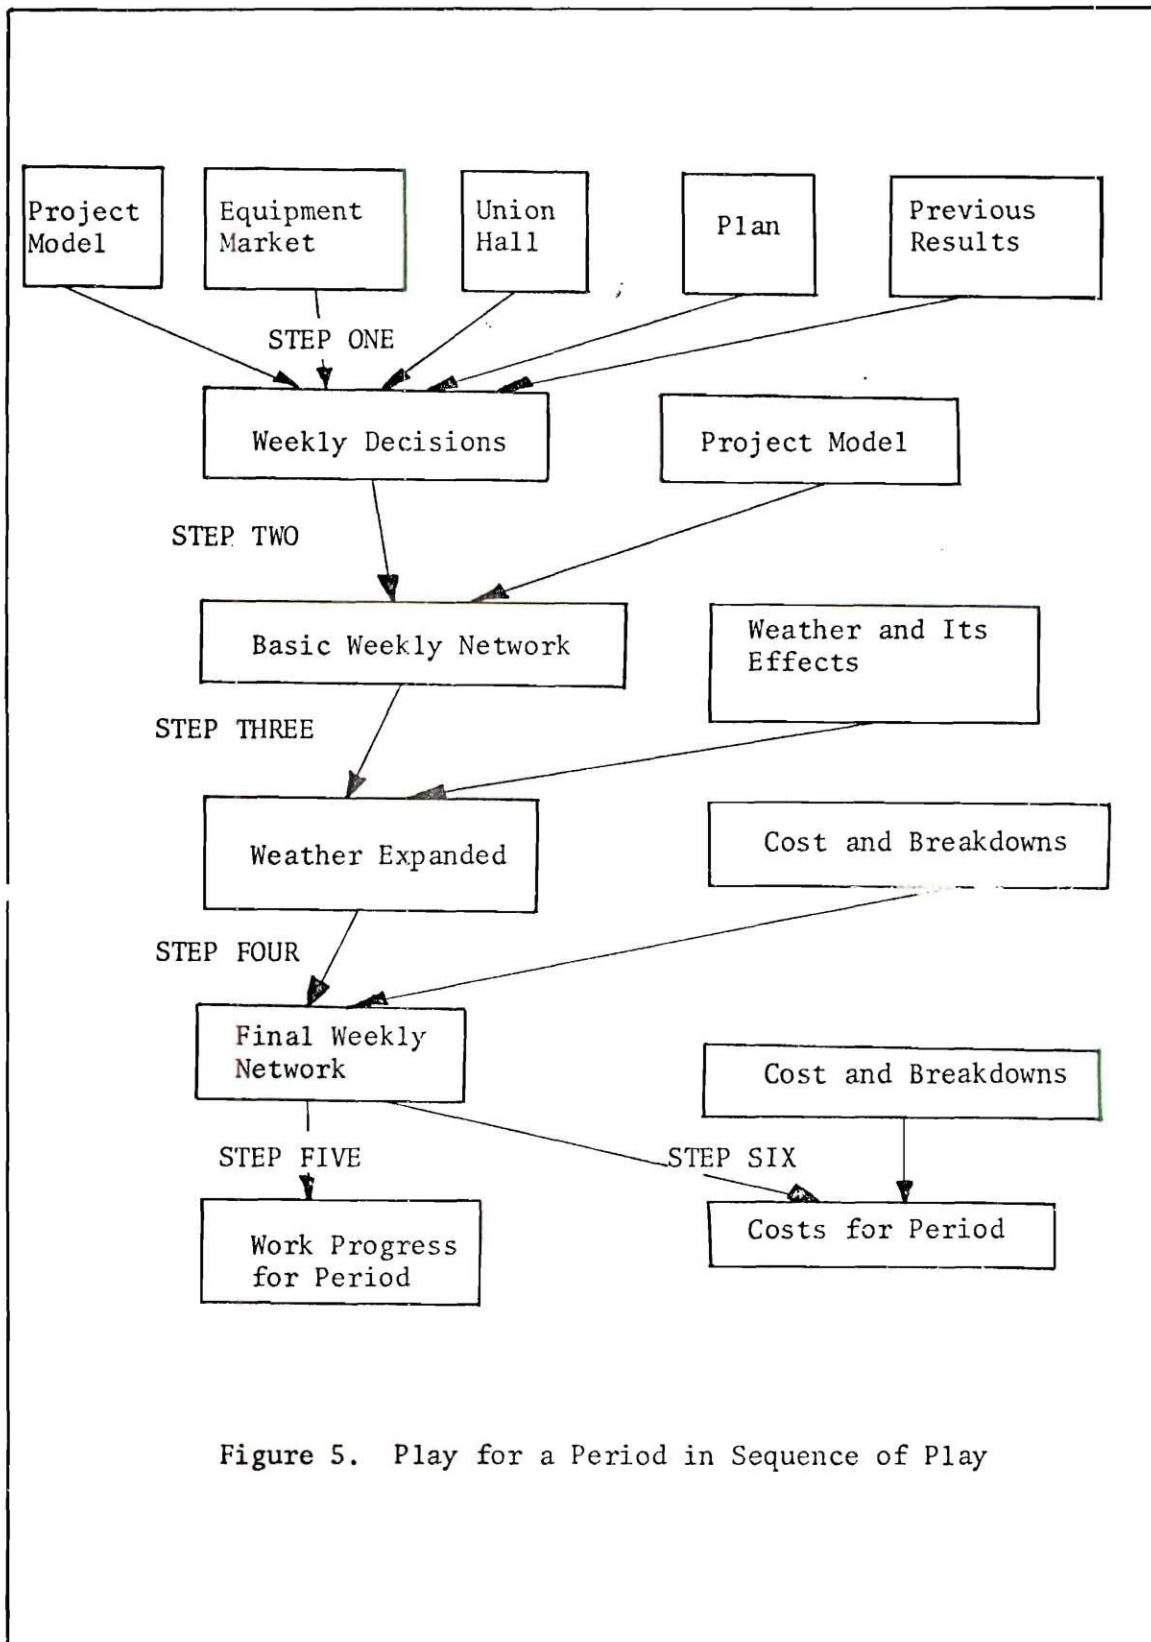 Project
Model
Equipment
Market
Union
Hall
Plan
Previous
Results
STEP ONE
Weekly Decisions
Project Model
STEP TWO
Basic Weekly Network
Weather and Its
Effects
STEP THREE
Weather Expanded
Cost and Breakdowns
STEP FOUR
Final Weekly
Network
Cost and Breakdowns
STEP FIVE
STEP SIX
Work Progress
for Period
Costs for Period
Figure 5. Play for a Period in Sequence of Play